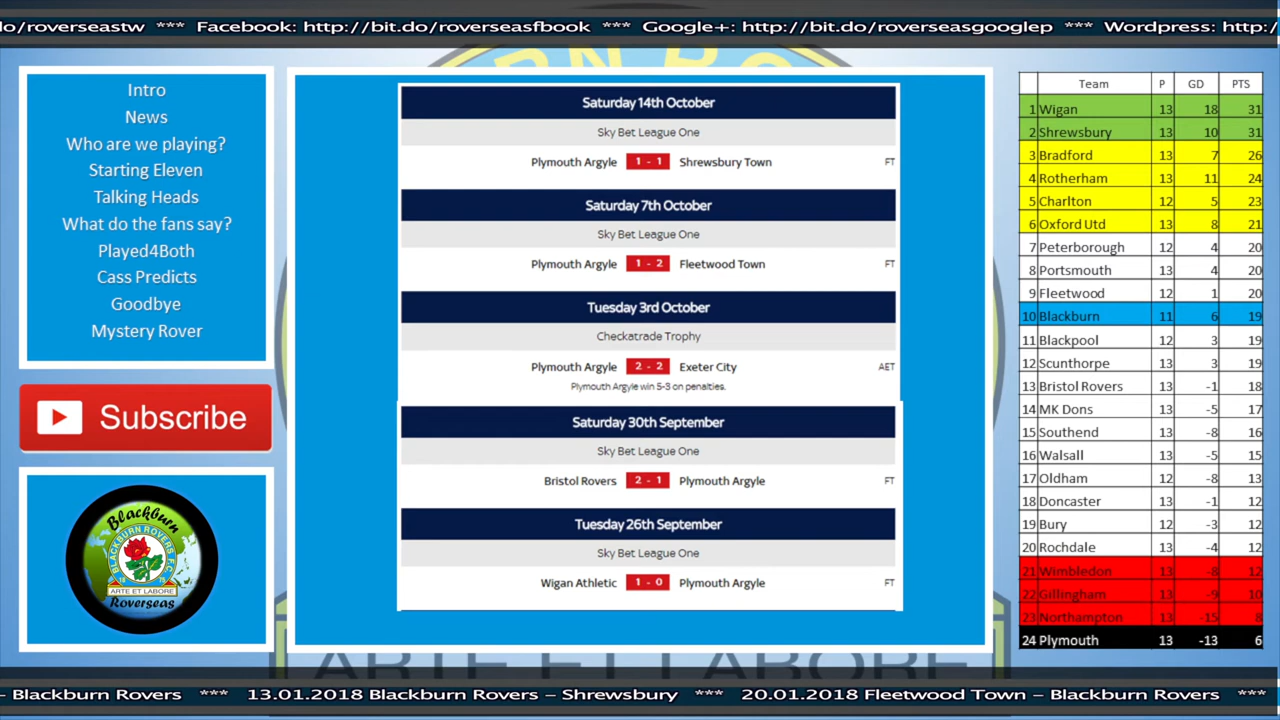 do/roverseastw *** Facebook: http://bit.do/roverseasfbook *** Google+: http://bit.do/roverseasgooglep *** Wordpress: http:/
Intro
News
Who are we playing?
Starting Eleven
Talking Heads
What do the fans say?
Played4Both
Cass Predicts
Goodbye
Mystery Rover
Subscribe
Blackburn
BLACKBURN ROVERS F.C.
18 75
ARTE ET LABORE
Roverseas
Saturday 14th October
Sky Bet League One
Plymouth Argyle 1 - 1 Shrewsbury Town FT
Saturday 7th October
Sky Bet League One
Plymouth Argyle 1 - 2 Fleetwood Town FT
Tuesday 3rd October
Checkatrade Trophy
Plymouth Argyle 2 - 2 Exeter City AET
Plymouth Argyle win 5-3 on penalties.
Saturday 30th September
Sky Bet League One
Bristol Rovers 2 - 1 Plymouth Argyle FT
Tuesday 26th September
Sky Bet League One
Wigan Athletic 1 - 0 Plymouth Argyle FT
Team P GD PTS
1 Wigan 13 18 31
2 Shrewsbury 13 10 31
3 Bradford 13 7 26
4 Rotherham 13 11 24
5 Charlton 12 5 23
6 Oxford Utd 13 8 21
7 Peterborough 12 4 20
8 Portsmouth 13 4 20
9 Fleetwood 12 1 20
10 Blackburn 11 6 19
11 Blackpool 12 3 19
12 Scunthorpe 13 3 19
13 Bristol Rovers 13 -1 18
14 MK Dons 13 -5 17
15 Southend 13 -8 16
16 Walsall 13 -5 15
17 Oldham 12 -8 13
18 Doncaster 13 -1 12
19 Bury 12 -3 12
20 Rochdale 13 -4 12
21 Wimbledon 13 -8 12
22 Gillingham 13 -9 10
23 Northampton 13 -15 8
24 Plymouth 13 -13 6
ARTE ET LABORE
– Blackburn Rovers *** 13.01.2018 Blackburn Rovers – Shrewsbury *** 20.01.2018 Fleetwood Town – Blackburn Rovers ***